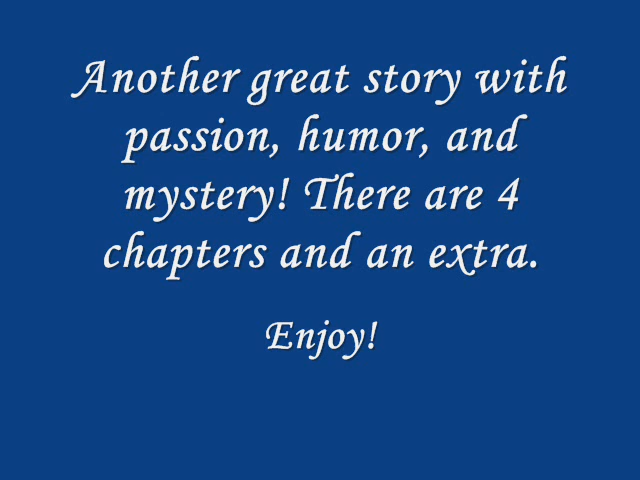 Another great story with
passion, humor, and
mystery! There are 4
chapters and an extra.
Enjoy!